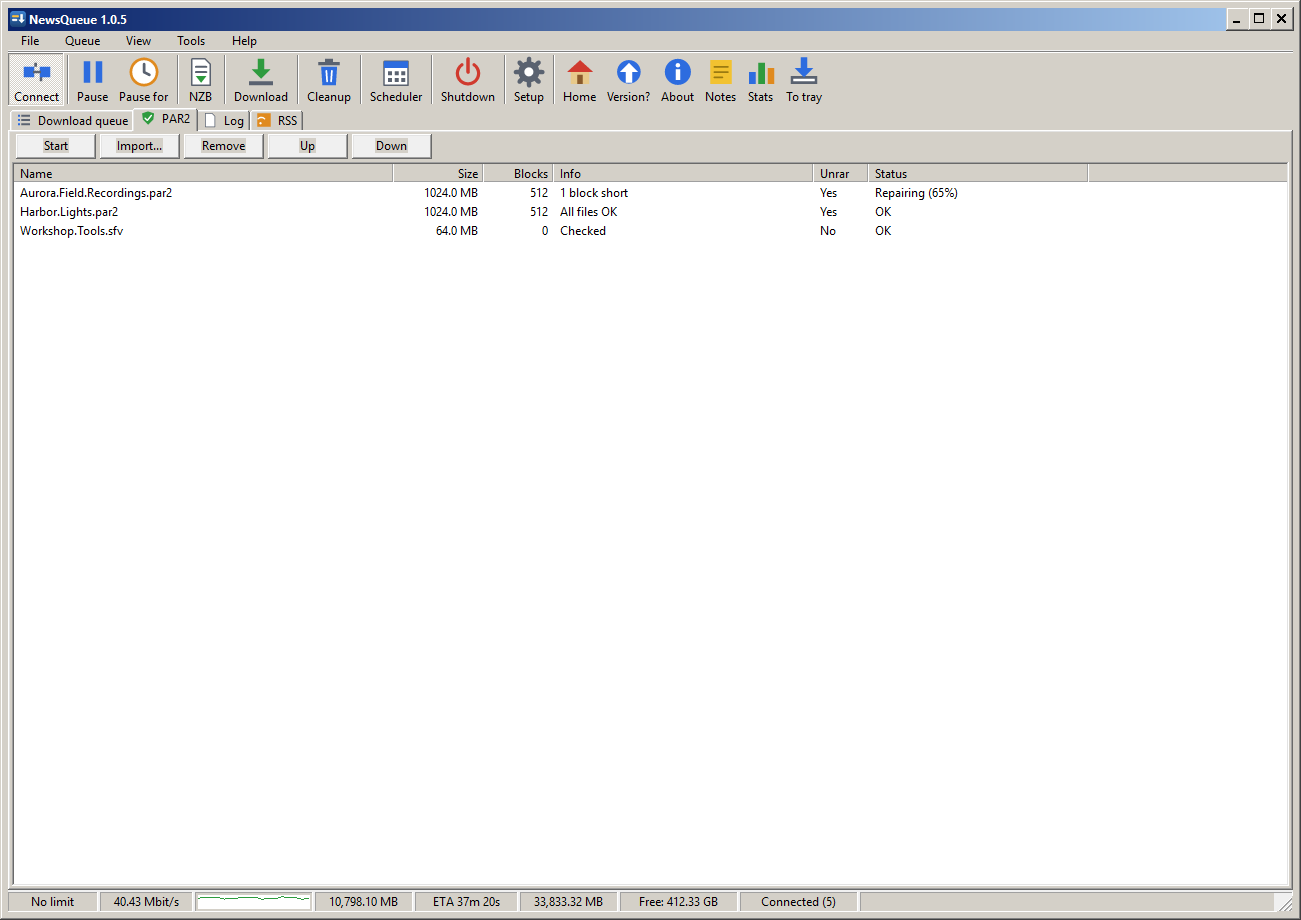 NewsQueue 1.0.5
File Queue View Tools Help
Connect Pause Pause for NZB Download Cleanup Scheduler Shutdown Setup Home Version? About Notes Stats To tray
Download queue PAR2 Log RSS
Start Import... Remove Up Down
Name Size Blocks Info Unrar Status
Aurora.Field.Recordings.par2 1024.0 MB 512 1 block short Yes Repairing (65%)
Harbor.Lights.par2 1024.0 MB 512 All files OK Yes OK
Workshop.Tools.sfv 64.0 MB 0 Checked No OK
No limit 40.43 Mbit/s 10,798.10 MB ETA 37m 20s 33,833.32 MB Free: 412.33 GB Connected (5)